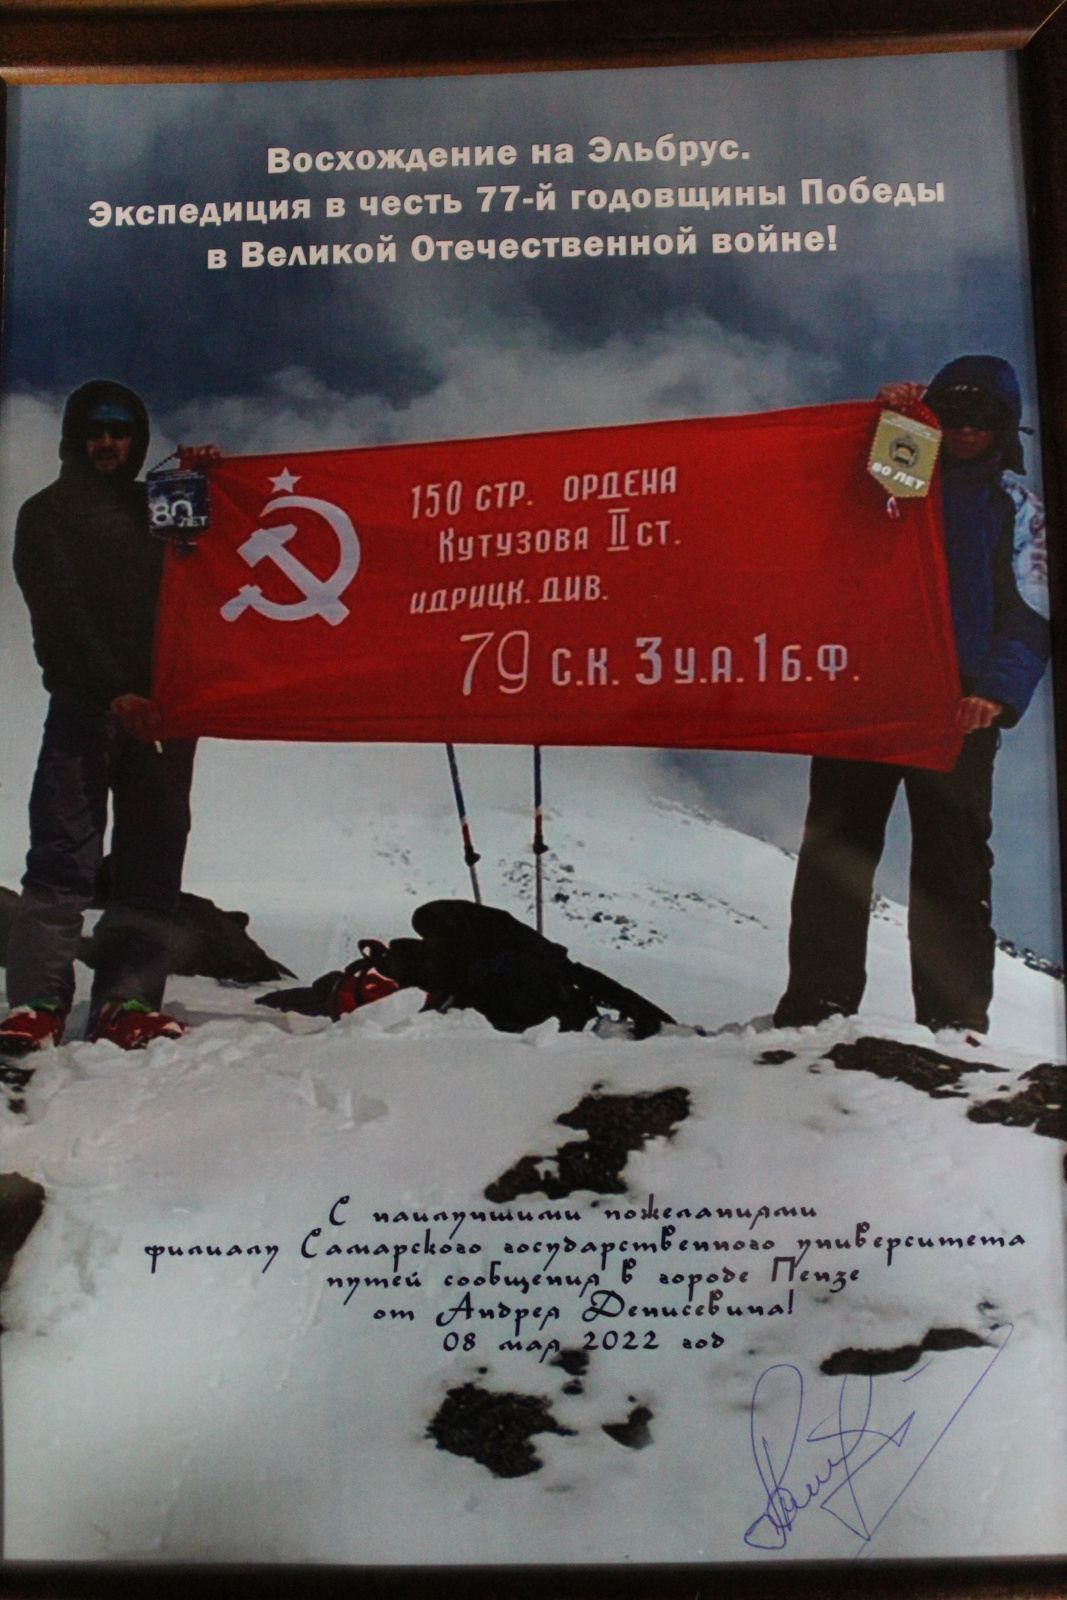 Восхождение на Эльбрус.
Экспедиция в честь 77-й годовщины Победы
в Великой Отечественной войне!
80 ЛЕТ
80 ЛЕТ
150 СТР. ОРДЕНА
КУТУЗОВА II СТ.
ИДРИЦК. ДИВ.
79 С.К. 3 У.А. 1 Б.Ф.
С наилучшими пожеланиями
филиалу Самарского государственного университета
путей сообщения в городе Пензе
от Андрея Денисевича!
08 мая 2022 год